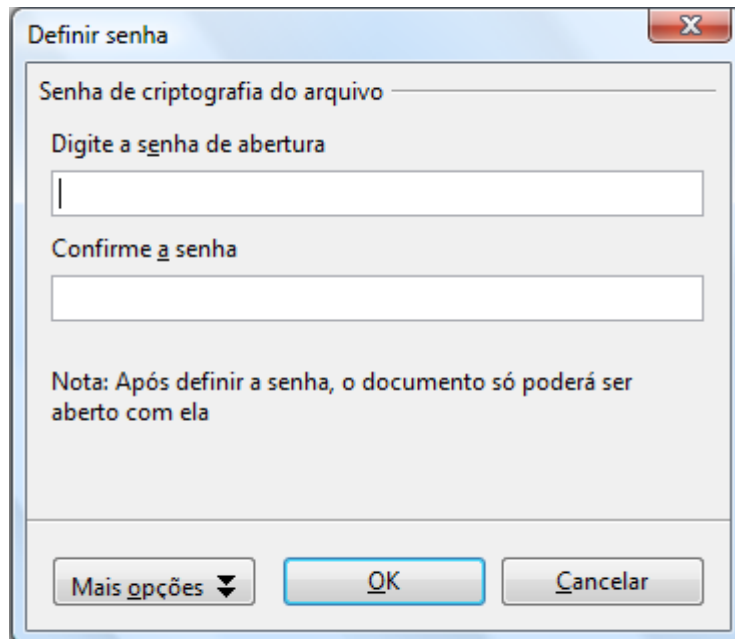 Definir senha
Senha de criptografia do arquivo
Digite a senha de abertura
Confirme a senha
Nota: Após definir a senha, o documento só poderá ser
aberto com ela
Mais opções
OK
Cancelar